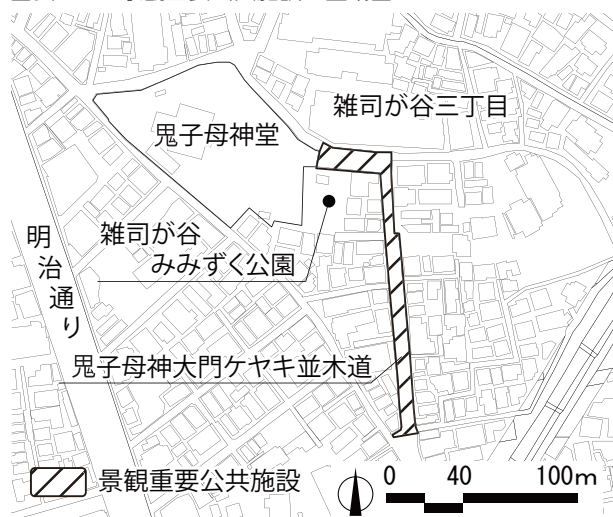 雑司が谷三丁目
鬼子母神堂
雑司が谷
みみずく公園
明治通り
鬼子母神大門ケヤキ並木道
景観重要公共施設
0 40 100m